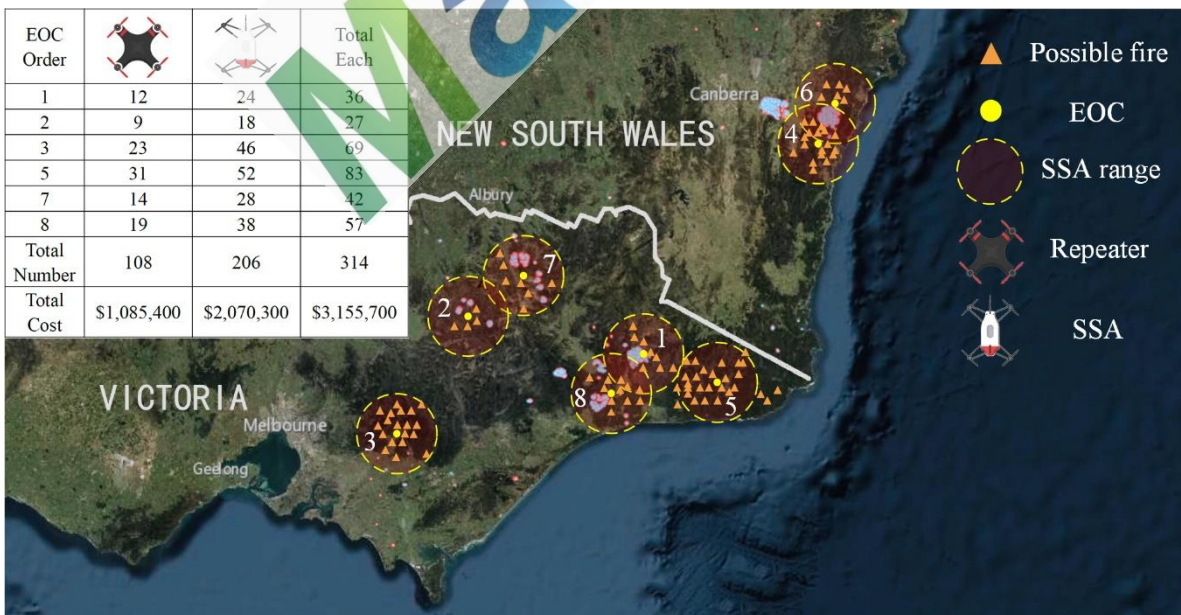 EOC Order Total Each
1 12 24 36
2 9 18 27
3 23 46 69
5 31 52 83
7 14 28 42
8 19 38 57
Total Number 108 206 314
Total Cost $1,085,400 $2,070,300 $3,155,700
Ma
NEW SOUTH WALES
Canberra
6
4
Albury
7
2
1
8
5
VICTORIA
Melbourne
3
Geelong
Possible fire
EOC
SSA range
Repeater
SSA